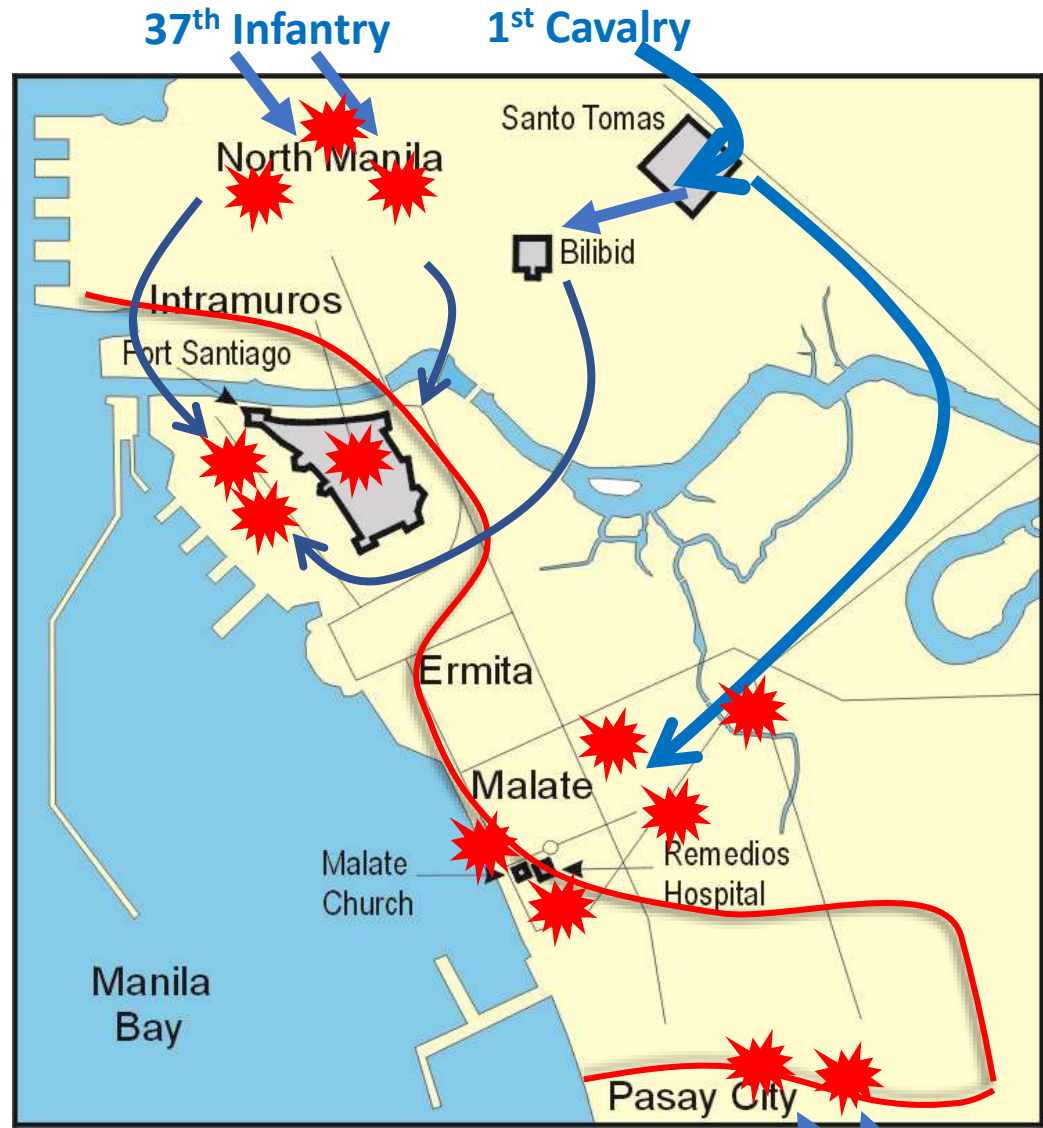 37th Infantry
1st Cavalry
Santo Tomas
North Manila
Bilibid
Intramuros
Fort Santiago
Ermita
Malate
Malate
Church
Remedios
Hospital
Manila
Bay
Pasay City